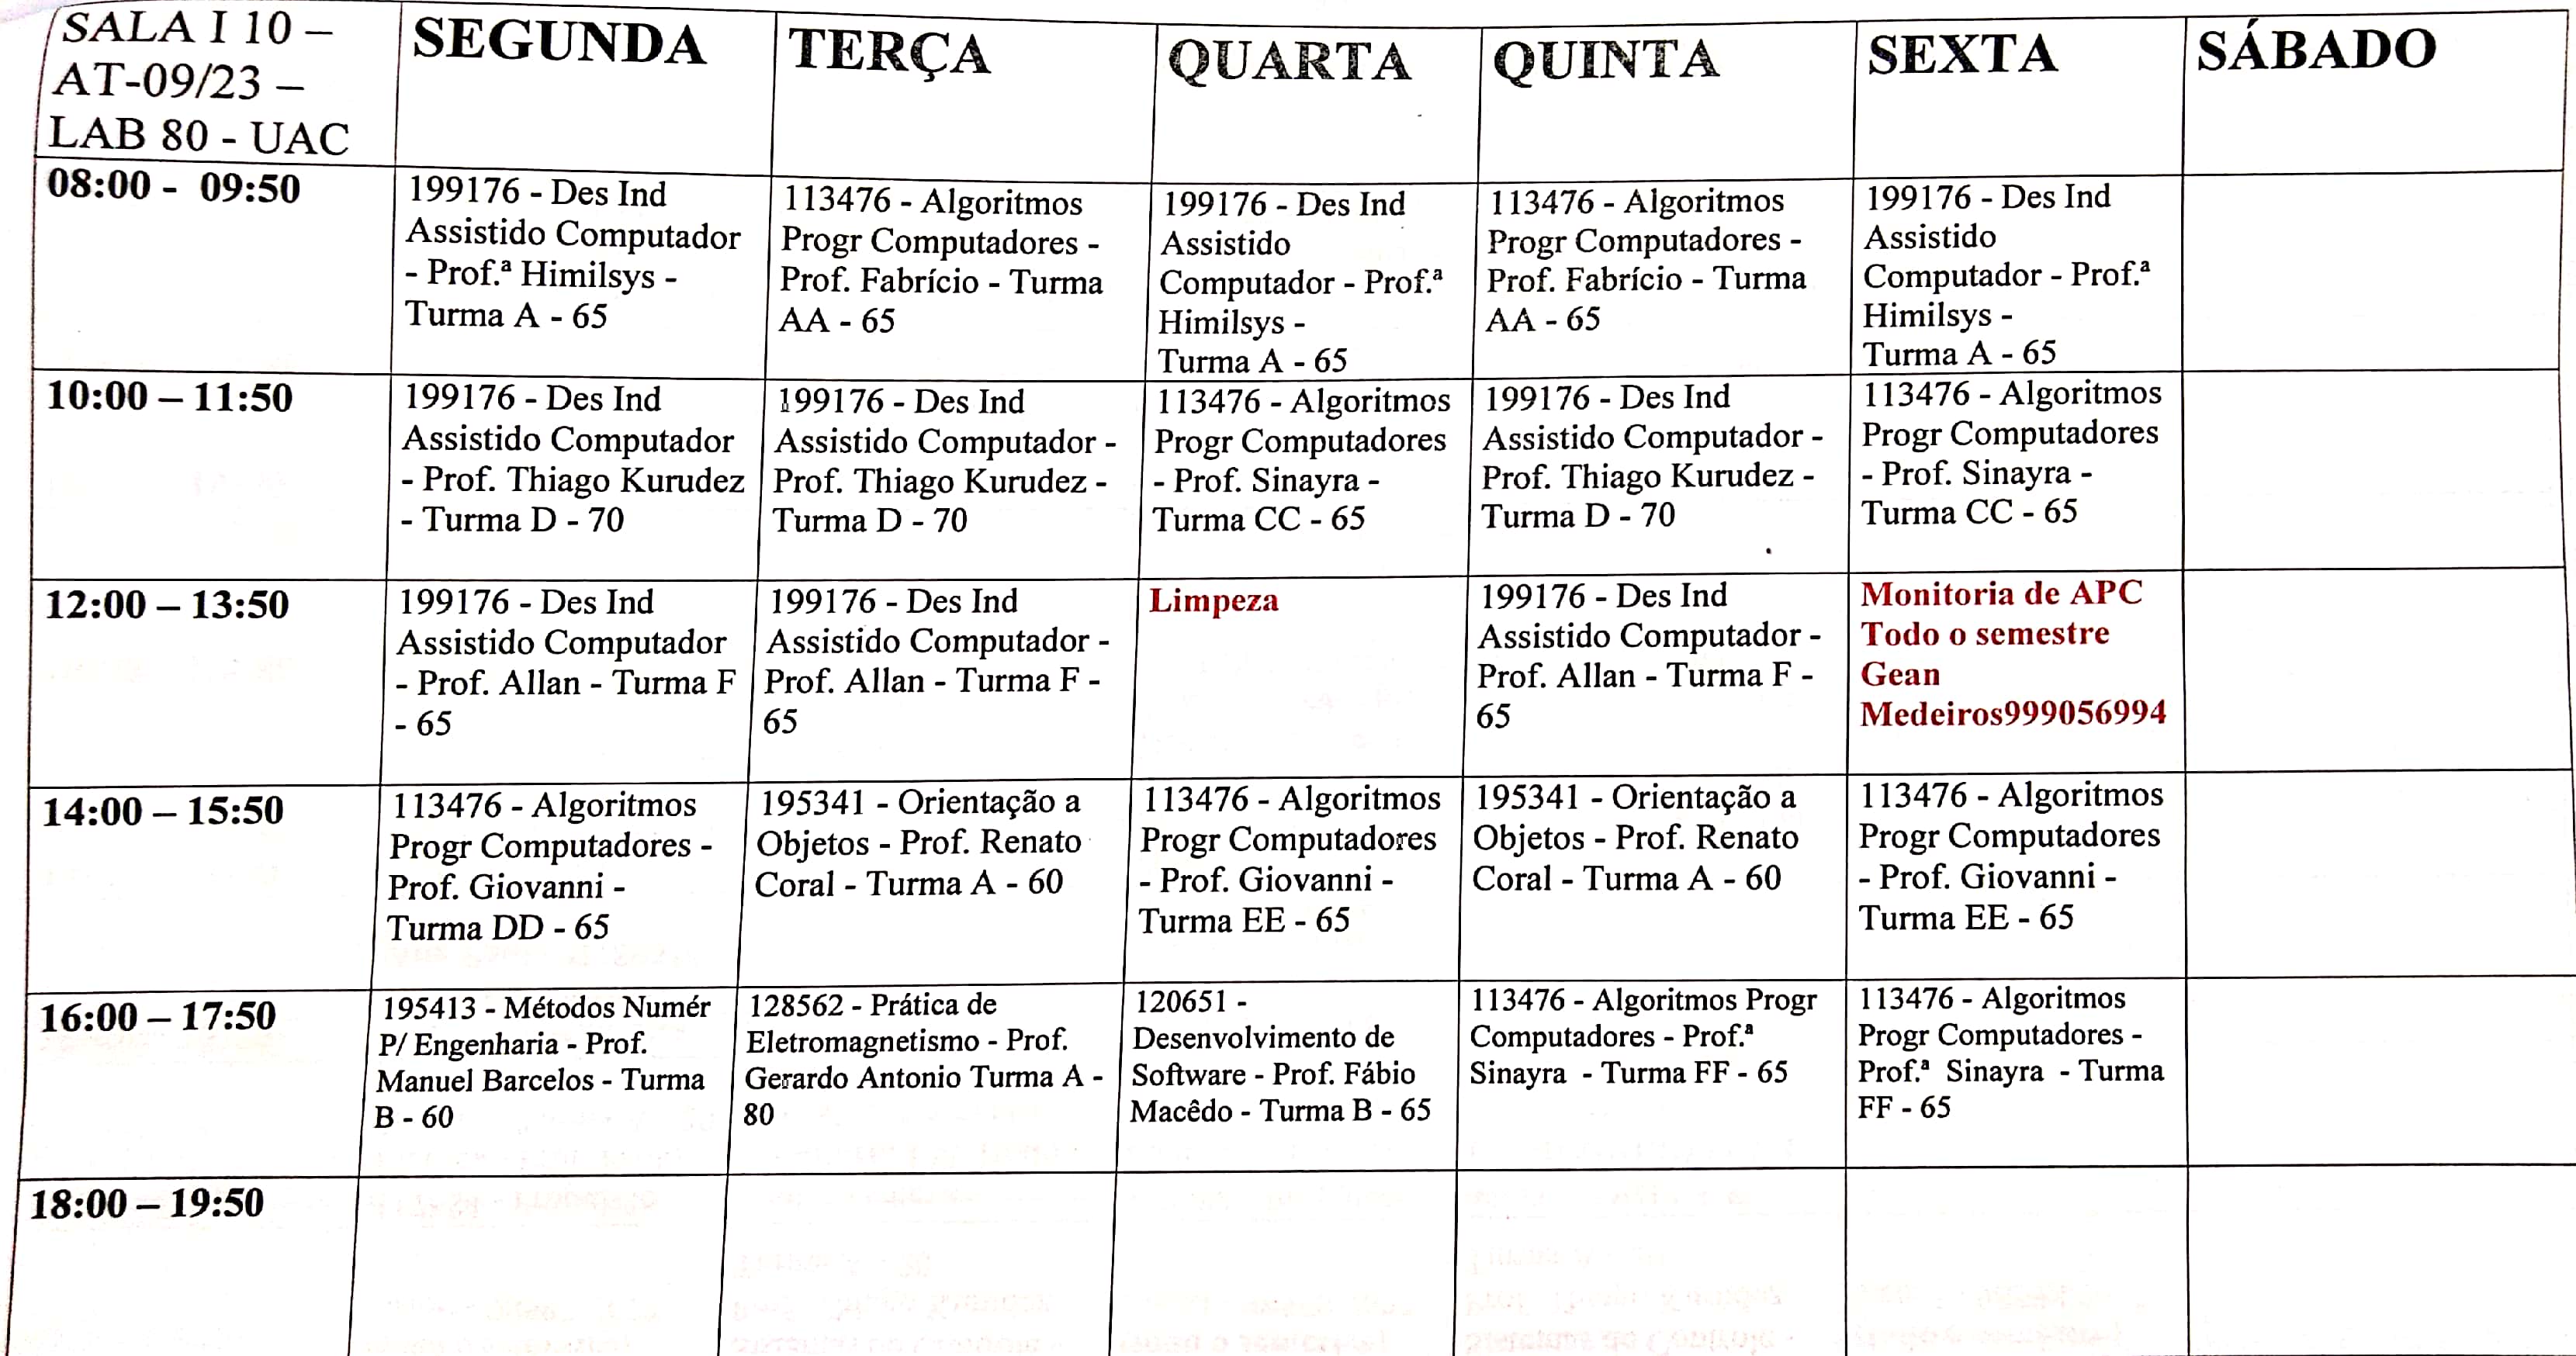 SALA I 10 –
AT-09/23 –
LAB 80 - UAC
SEGUNDA
TERÇA
QUARTA
QUINTA
SEXTA
SÁBADO
08:00 - 09:50
199176 - Des Ind
Assistido Computador
- Prof.ª Himilsys -
Turma A - 65
113476 - Algoritmos
Progr Computadores -
Prof. Fabrício - Turma
AA - 65
199176 - Des Ind
Assistido
Computador - Prof.ª
Himilsys -
Turma A - 65
113476 - Algoritmos
Progr Computadores -
Prof. Fabrício - Turma
AA - 65
199176 - Des Ind
Assistido
Computador - Prof.ª
Himilsys -
Turma A - 65
10:00 – 11:50
199176 - Des Ind
Assistido Computador
- Prof. Thiago Kurudez
- Turma D - 70
199176 - Des Ind
Assistido Computador -
Prof. Thiago Kurudez -
Turma D - 70
113476 - Algoritmos
Progr Computadores
- Prof. Sinayra -
Turma CC - 65
199176 - Des Ind
Assistido Computador -
Prof. Thiago Kurudez -
Turma D - 70
113476 - Algoritmos
Progr Computadores
- Prof. Sinayra -
Turma CC - 65
12:00 – 13:50
199176 - Des Ind
Assistido Computador
- Prof. Allan - Turma F
- 65
199176 - Des Ind
Assistido Computador -
Prof. Allan - Turma F -
65
Limpeza
199176 - Des Ind
Assistido Computador -
Prof. Allan - Turma F -
65
Monitoria de APC
Todo o semestre
Gean
Medeiros999056994
14:00 – 15:50
113476 - Algoritmos
Progr Computadores -
Prof. Giovanni -
Turma DD - 65
195341 - Orientação a
Objetos - Prof. Renato
Coral - Turma A - 60
113476 - Algoritmos
Progr Computadores
- Prof. Giovanni -
Turma EE - 65
195341 - Orientação a
Objetos - Prof. Renato
Coral - Turma A - 60
113476 - Algoritmos
Progr Computadores
- Prof. Giovanni -
Turma EE - 65
16:00 – 17:50
195413 - Métodos Numér
P/ Engenharia - Prof.
Manuel Barcelos - Turma
B - 60
128562 - Prática de
Eletromagnetismo - Prof.
Gerardo Antonio Turma A -
80
120651 -
Desenvolvimento de
Software - Prof. Fábio
Macêdo - Turma B - 65
113476 - Algoritmos Progr
Computadores - Prof.ª
Sinayra - Turma FF - 65
113476 - Algoritmos
Progr Computadores -
Prof.ª Sinayra - Turma
FF - 65
18:00 – 19:50